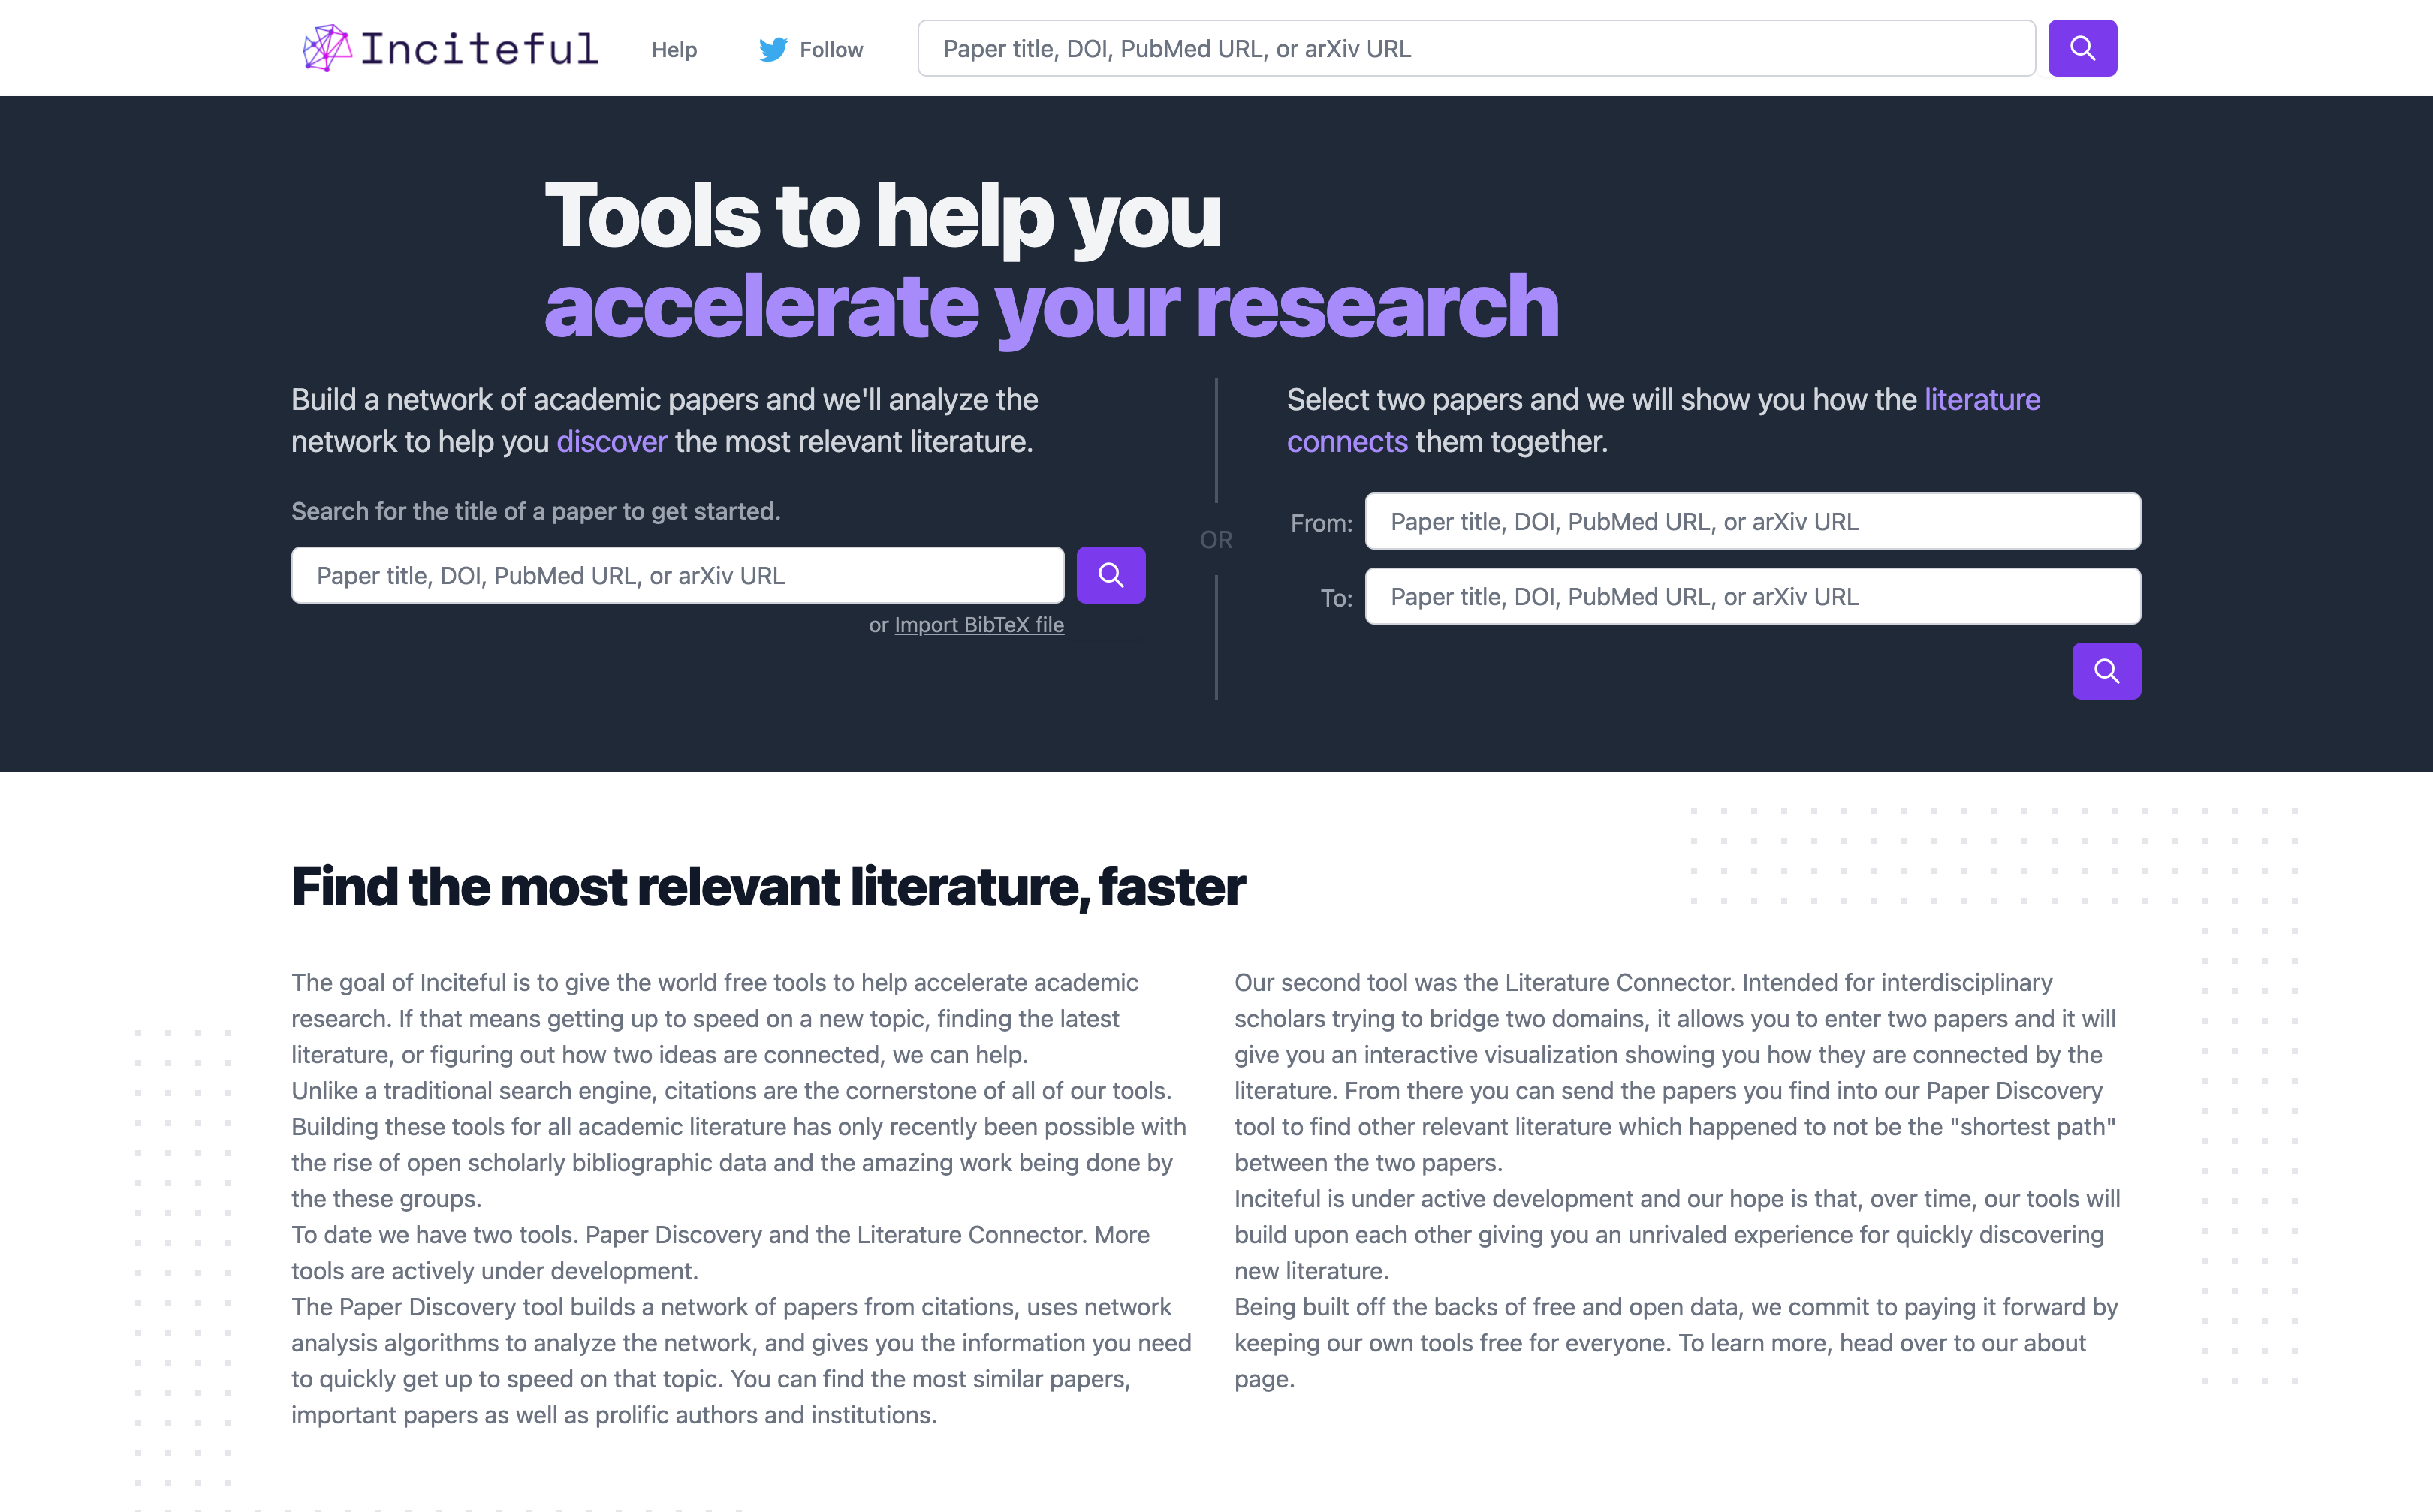 Inciteful
Help
Follow
Paper title, DOI, PubMed URL, or arXiv URL
Tools to help you
accelerate your research
Build a network of academic papers and we'll analyze the
network to help you discover the most relevant literature.
Search for the title of a paper to get started.
Paper title, DOI, PubMed URL, or arXiv URL
or Import BibTeX file
OR
Select two papers and we will show you how the literature
connects them together.
From:
Paper title, DOI, PubMed URL, or arXiv URL
To:
Paper title, DOI, PubMed URL, or arXiv URL
Find the most relevant literature, faster
The goal of Inciteful is to give the world free tools to help accelerate academic
research. If that means getting up to speed on a new topic, finding the latest
literature, or figuring out how two ideas are connected, we can help.
Unlike a traditional search engine, citations are the cornerstone of all of our tools.
Building these tools for all academic literature has only recently been possible with
the rise of open scholarly bibliographic data and the amazing work being done by
the these groups.
To date we have two tools. Paper Discovery and the Literature Connector. More
tools are actively under development.
The Paper Discovery tool builds a network of papers from citations, uses network
analysis algorithms to analyze the network, and gives you the information you need
to quickly get up to speed on that topic. You can find the most similar papers,
important papers as well as prolific authors and institutions.
Our second tool was the Literature Connector. Intended for interdisciplinary
scholars trying to bridge two domains, it allows you to enter two papers and it will
give you an interactive visualization showing you how they are connected by the
literature. From there you can send the papers you find into our Paper Discovery
tool to find other relevant literature which happened to not be the "shortest path"
between the two papers.
Inciteful is under active development and our hope is that, over time, our tools will
build upon each other giving you an unrivaled experience for quickly discovering
new literature.
Being built off the backs of free and open data, we commit to paying it forward by
keeping our own tools free for everyone. To learn more, head over to our about
page.